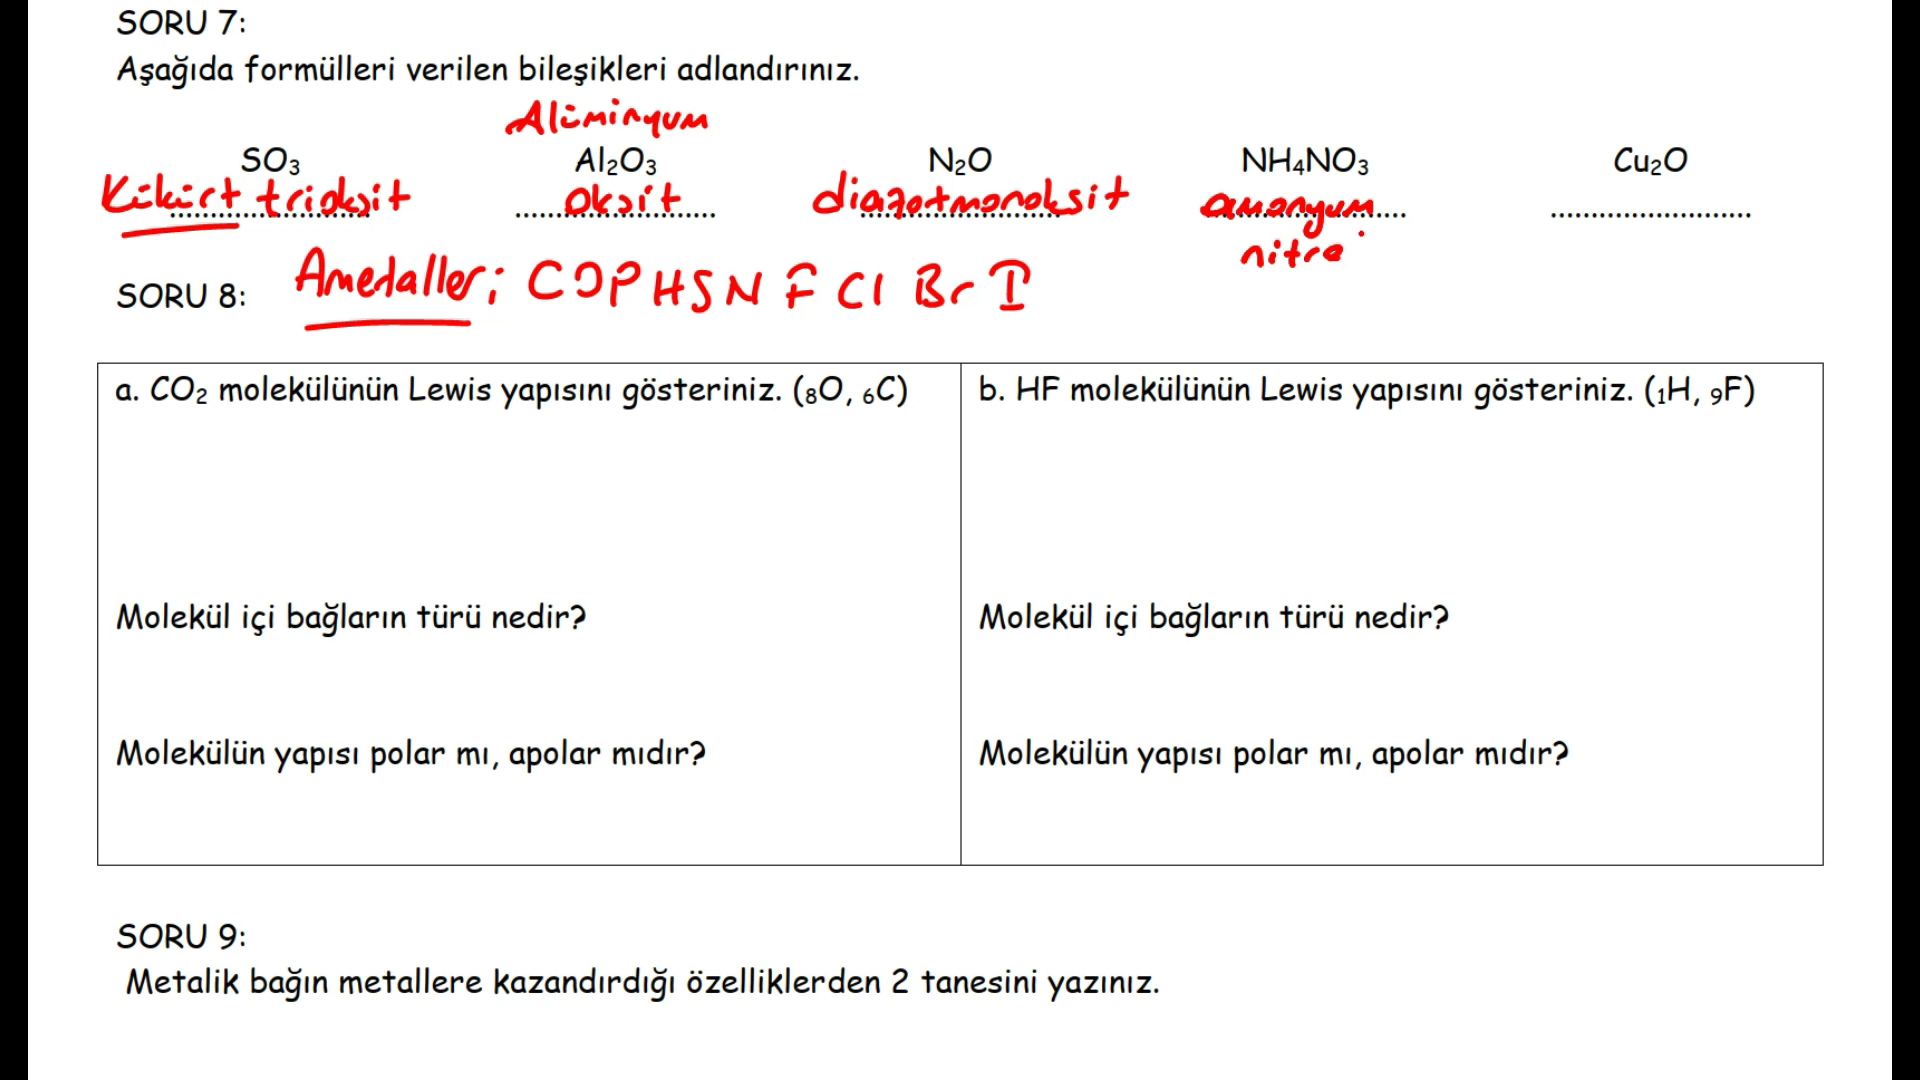 SORU 7:
Aşağıda formülleri verilen bileşikleri adlandırınız.
Alüminyum
SO₃ Al₂O₃ N₂O NH₄NO₃ Cu₂O
Kükürt trioksit oksit diazotmonoksit amonyum
nitra
SORU 8: Ametaller; C O P H S N F Cl Br I
a. CO₂ molekülünün Lewis yapısını gösteriniz. (₈O, ₆C)
Molekül içi bağların türü nedir?
Molekülün yapısı polar mı, apolar mıdır?
b. HF molekülünün Lewis yapısını gösteriniz. (₁H, ₉F)
Molekül içi bağların türü nedir?
Molekülün yapısı polar mı, apolar mıdır?
SORU 9:
Metalik bağın metallere kazandırdığı özelliklerden 2 tanesini yazınız.